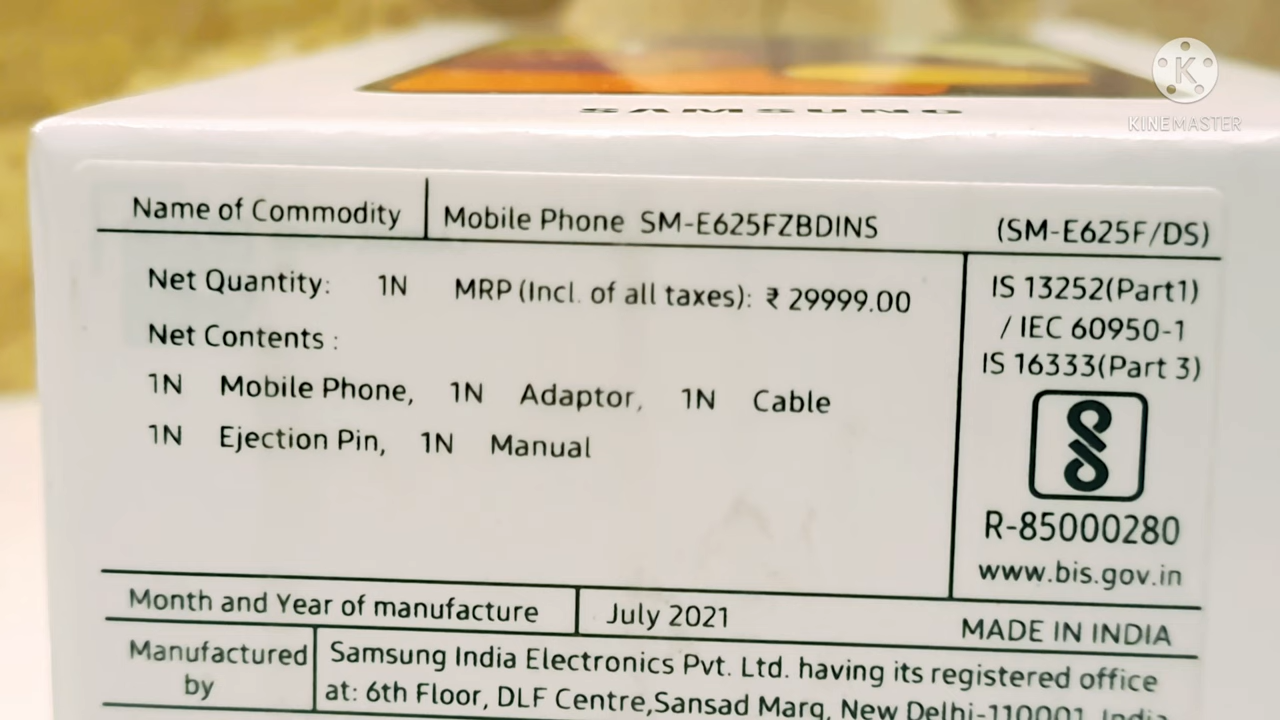 K
KINEMASTER
SAMSUNG
Name of Commodity Mobile Phone SM-E625FZBDINS (SM-E625F/DS)
Net Quantity: 1N MRP (Incl. of all taxes): ₹ 29999.00
Net Contents :
1N Mobile Phone, 1N Adaptor, 1N Cable
1N Ejection Pin, 1N Manual
IS 13252(Part1)
/ IEC 60950-1
IS 16333(Part 3)
R-85000280
www.bis.gov.in
Month and Year of manufacture July 2021 MADE IN INDIA
Manufactured by
Samsung India Electronics Pvt. Ltd. having its registered office
at: 6th Floor, DLF Centre,Sansad Marg, New Delhi-110001, India